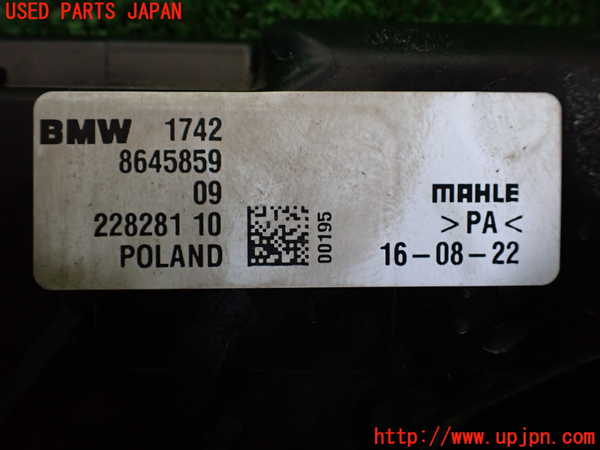 USED PARTS JAPAN
BMW 1742
8645859
09
228281 10
POLAND
00195
MAHLE
>PA<
16-08-22
http://www.upjpn.com/